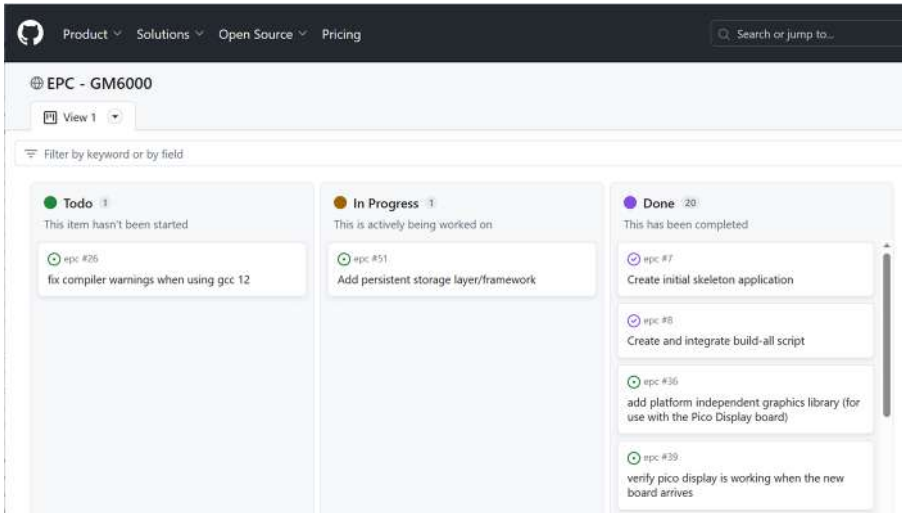 Product Solutions Open Source Pricing Search or jump to...
EPC - GM6000
View 1
Filter by keyword or by field
Todo 1
This item hasn't been started
epc #26
fix compiler warnings when using gcc 12
In Progress 1
This is actively being worked on
epc #51
Add persistent storage layer/framework
Done 20
This has been completed
epc #7
Create initial skeleton application
epc #8
Create and integrate build-all script
epc #36
add platform independent graphics library (for
use with the Pico Display board)
epc #39
verify pico display is working when the new
board arrives